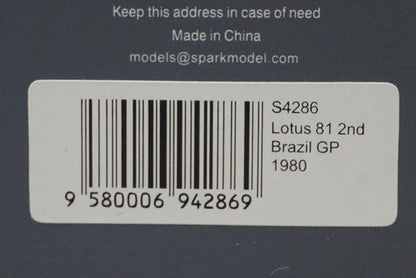 Keep this address in case of need
Made in China
models@sparkmodel.com
S4286
Lotus 81 2nd
Brazil GP
1980
9 580006 942869